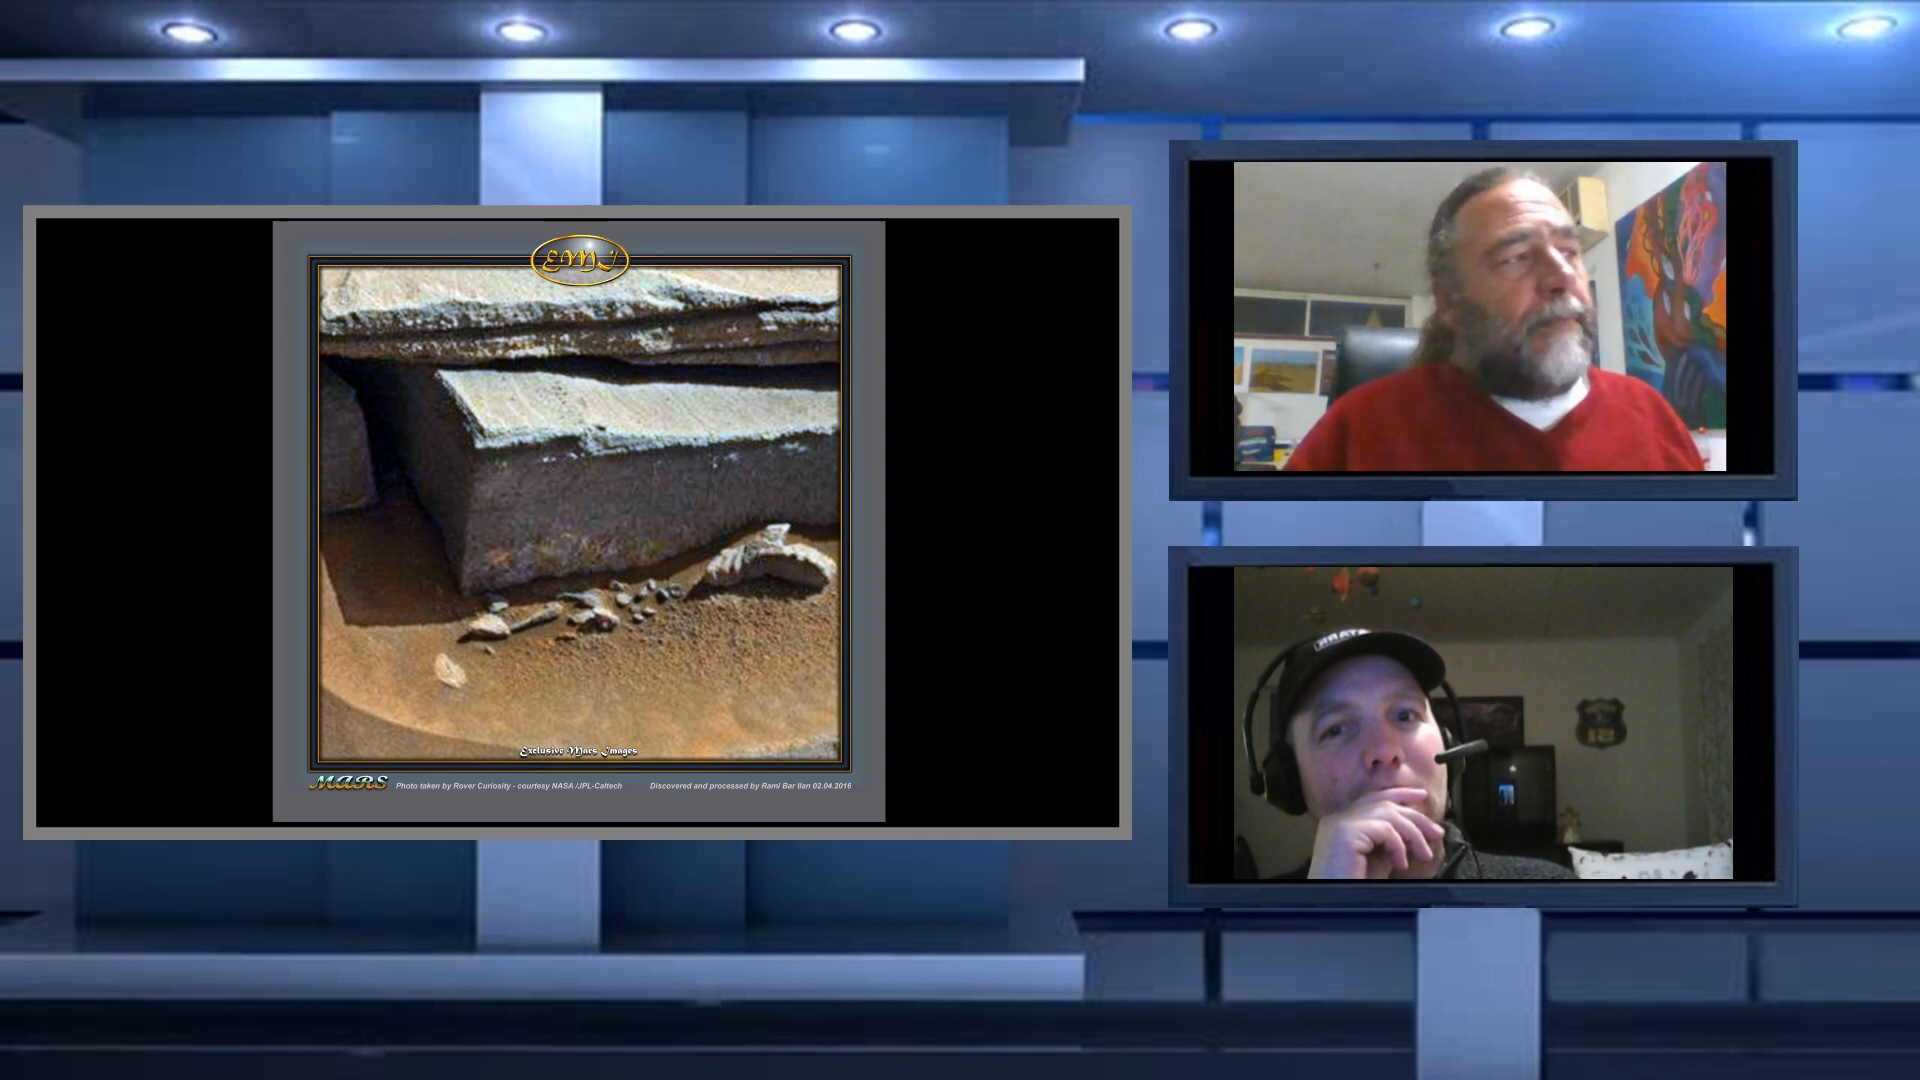 EMI
Exclusive Mars Images
MARS Photo taken by Rover Curiosity - courtesy NASA /JPL-Caltech Discovered and processed by Rami Bar Ilan 02.04.2016